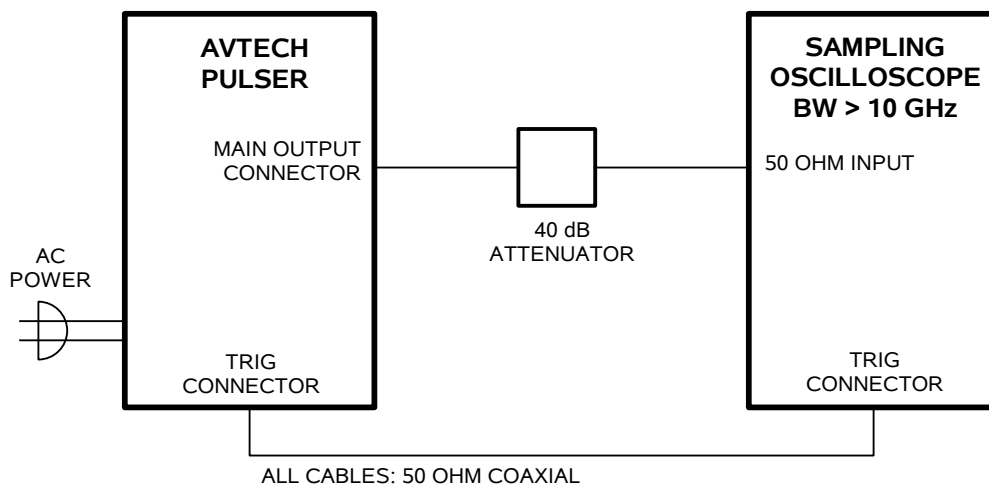 AVTECH
PULSER
MAIN OUTPUT
CONNECTOR
AC
POWER
TRIG
CONNECTOR
40 dB
ATTENUATOR
SAMPLING
OSCILLOSCOPE
BW > 10 GHz
50 OHM INPUT
TRIG
CONNECTOR
ALL CABLES: 50 OHM COAXIAL